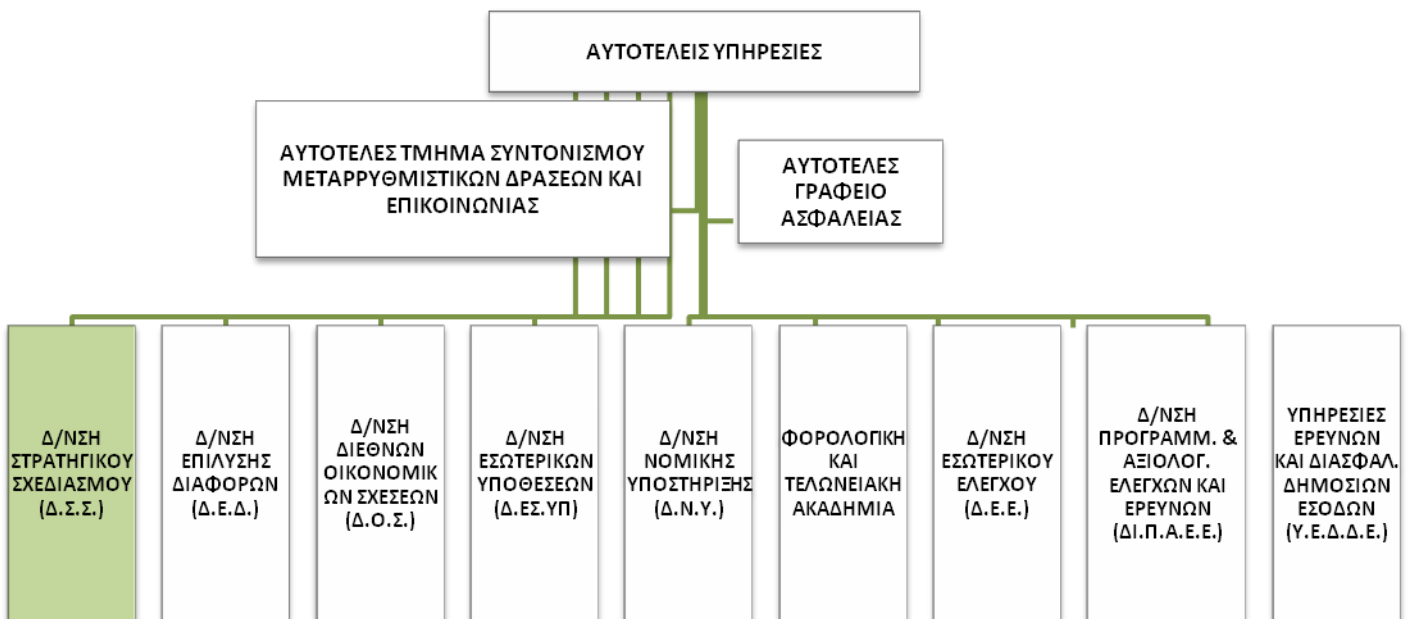 ΑΥΤΟΤΕΛΕΙΣ ΥΠΗΡΕΣΙΕΣ
ΑΥΤΟΤΕΛΕΣ ΤΜΗΜΑ ΣΥΝΤΟΝΙΣΜΟΥ
ΜΕΤΑΡΡΥΘΜΙΣΤΙΚΩΝ ΔΡΑΣΕΩΝ ΚΑΙ
ΕΠΙΚΟΙΝΩΝΙΑΣ
ΑΥΤΟΤΕΛΕΣ
ΓΡΑΦΕΙΟ
ΑΣΦΑΛΕΙΑΣ
Δ/ΝΣΗ
ΣΤΡΑΤΗΓΙΚΟΥ
ΣΧΕΔΙΑΣΜΟΥ
(Δ.Σ.Σ.)
Δ/ΝΣΗ
ΕΠΙΛΥΣΗΣ
ΔΙΑΦΟΡΩΝ
(Δ.Ε.Δ.)
Δ/ΝΣΗ
ΔΙΕΘΝΩΝ
ΟΙΚΟΝΟΜΙΚ
ΩΝ ΣΧΕΣΕΩΝ
(Δ.Ο.Σ.)
Δ/ΝΣΗ
ΕΣΩΤΕΡΙΚΩΝ
ΥΠΟΘΕΣΕΩΝ
(Δ.ΕΣ.ΥΠ)
Δ/ΝΣΗ
ΝΟΜΙΚΗΣ
ΥΠΟΣΤΗΡΙΞΗΣ
(Δ.Ν.Υ.)
ΦΟΡΟΛΟΓΙΚΗ
ΚΑΙ
ΤΕΛΩΝΕΙΑΚΗ
ΑΚΑΔΗΜΙΑ
Δ/ΝΣΗ
ΕΣΩΤΕΡΙΚΟΥ
ΕΛΕΓΧΟΥ
(Δ.Ε.Ε.)
Δ/ΝΣΗ
ΠΡΟΓΡΑΜΜ. &
ΑΞΙΟΛΟΓ.
ΕΛΕΓΧΩΝ ΚΑΙ
ΕΡΕΥΝΩΝ
(ΔΙ.Π.Α.Ε.Ε.)
ΥΠΗΡΕΣΙΕΣ
ΕΡΕΥΝΩΝ
ΚΑΙ ΔΙΑΣΦΑΛ.
ΔΗΜΟΣΙΩΝ
ΕΣΟΔΩΝ
(Υ.Ε.Δ.Δ.Ε.)